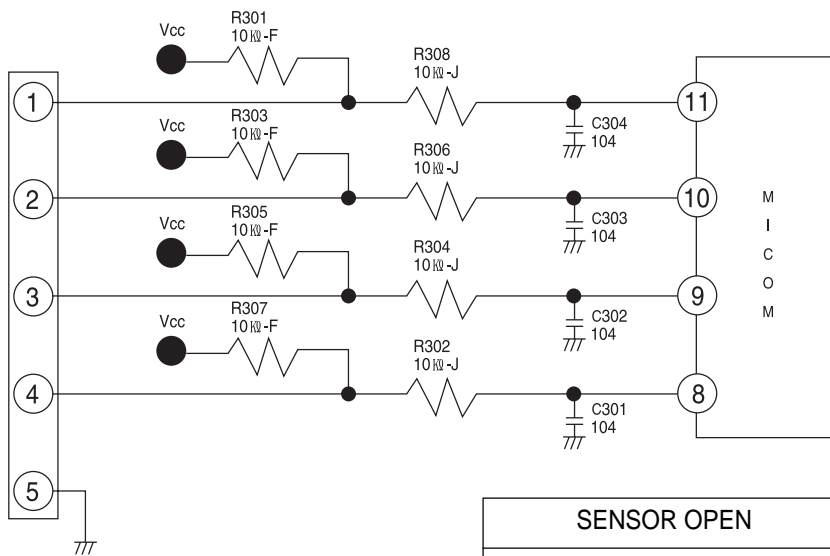 Vcc
R301
10㏀-F
R308
10㏀-J
1
11
C304
104
Vcc
R303
10㏀-F
R306
10㏀-J
2
10
C303
104
Vcc
R305
10㏀-F
R304
10㏀-J
3
9
C302
104
Vcc
R307
10㏀-F
R302
10㏀-J
4
8
C301
104
5
M
I
C
O
M
SENSOR OPEN